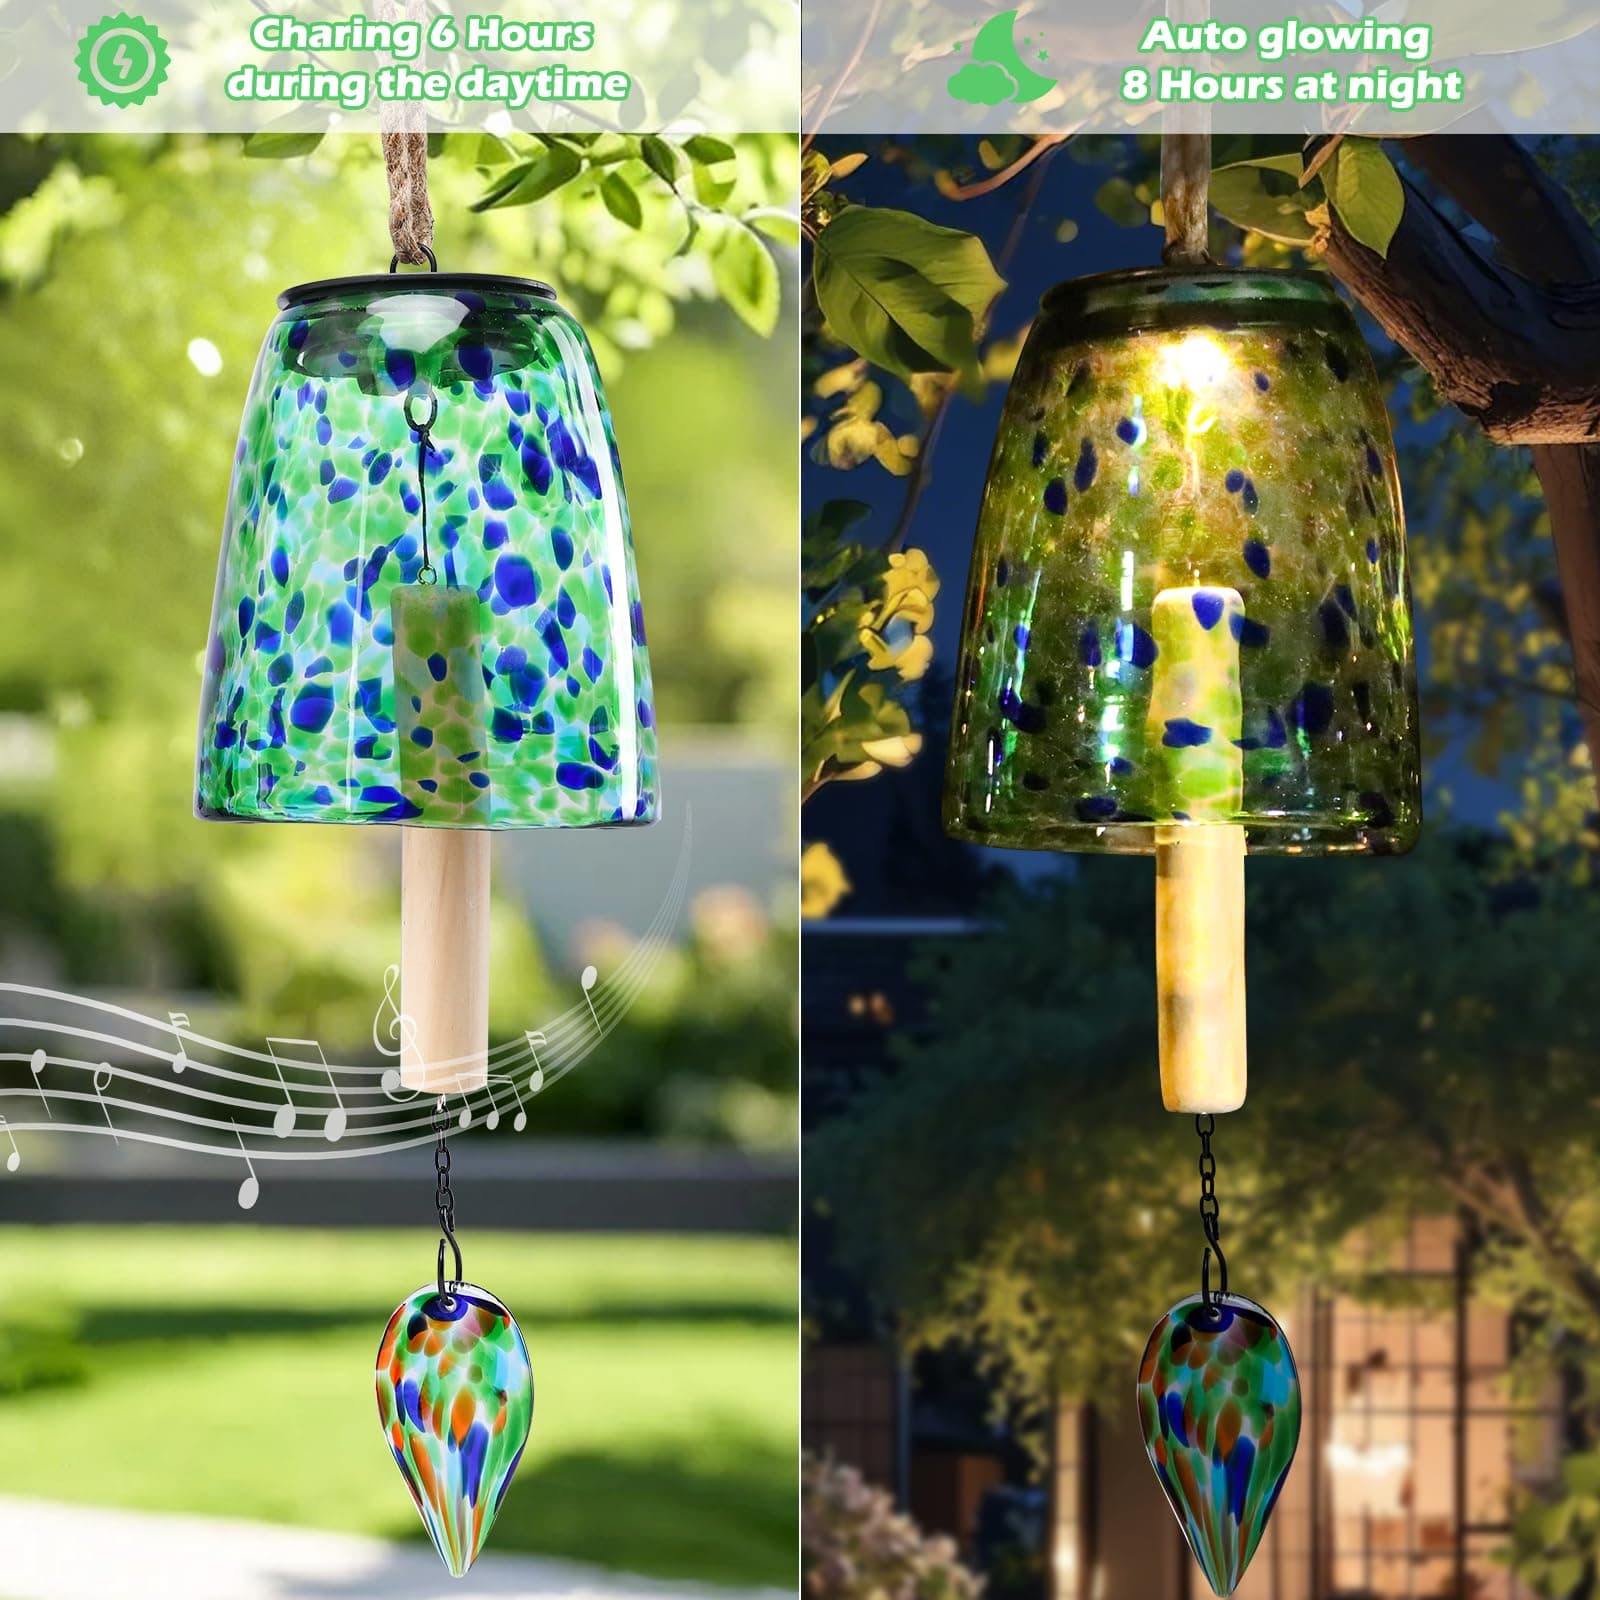 Charing 6 Hours
during the daytime
Auto glowing
8 Hours at night